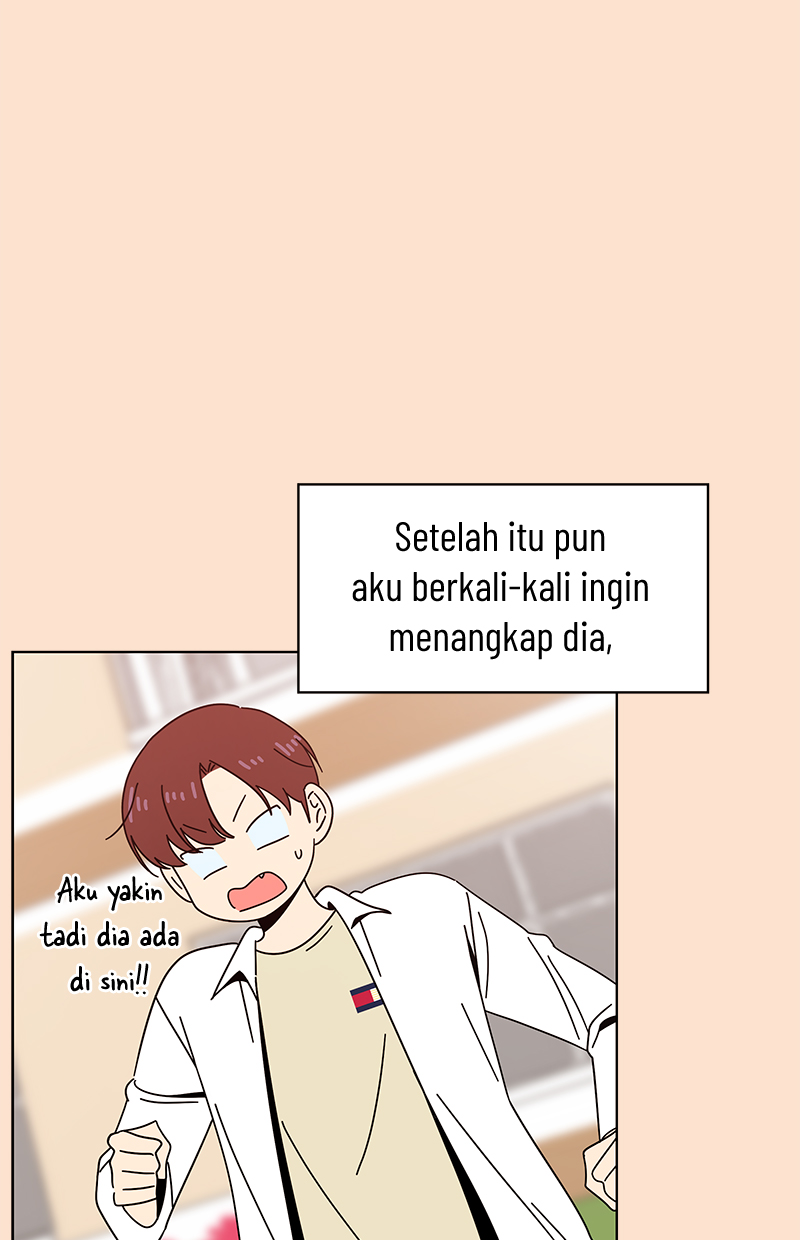 Setelah itu pun
aku berkali-kali ingin
menangkap dia,
Aku yakin
tadi dia ada
di sini!!